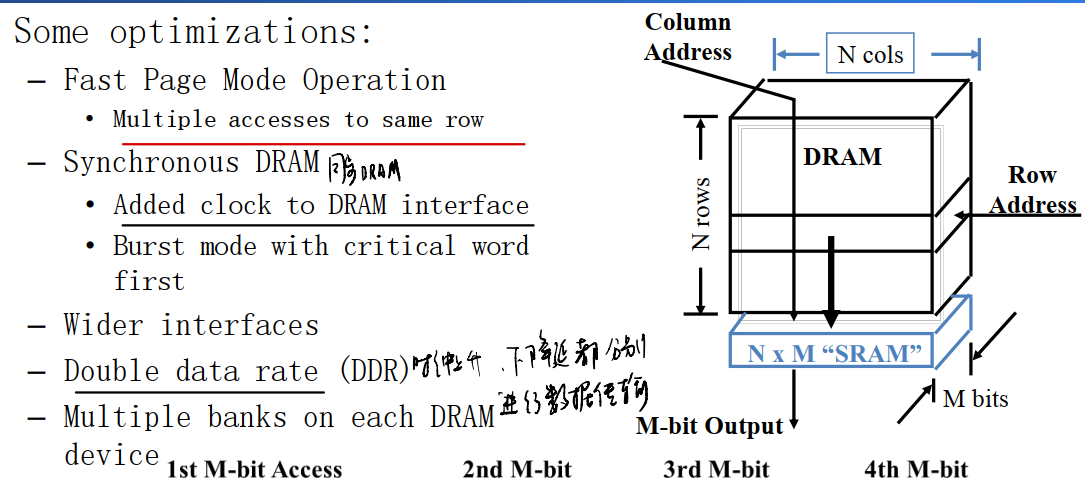 Some optimizations:
– Fast Page Mode Operation
• Multiple accesses to same row
– Synchronous DRAM 同步DRAM
• Added clock to DRAM interface
• Burst mode with critical word
first
– Wider interfaces
– Double data rate (DDR) 时钟上升、下降延都分别
进行数据传输
– Multiple banks on each DRAM
device
Column
Address
N cols
DRAM
N rows
Row
Address
N x M “SRAM”
M bits
M-bit Output
1st M-bit Access
2nd M-bit
3rd M-bit
4th M-bit